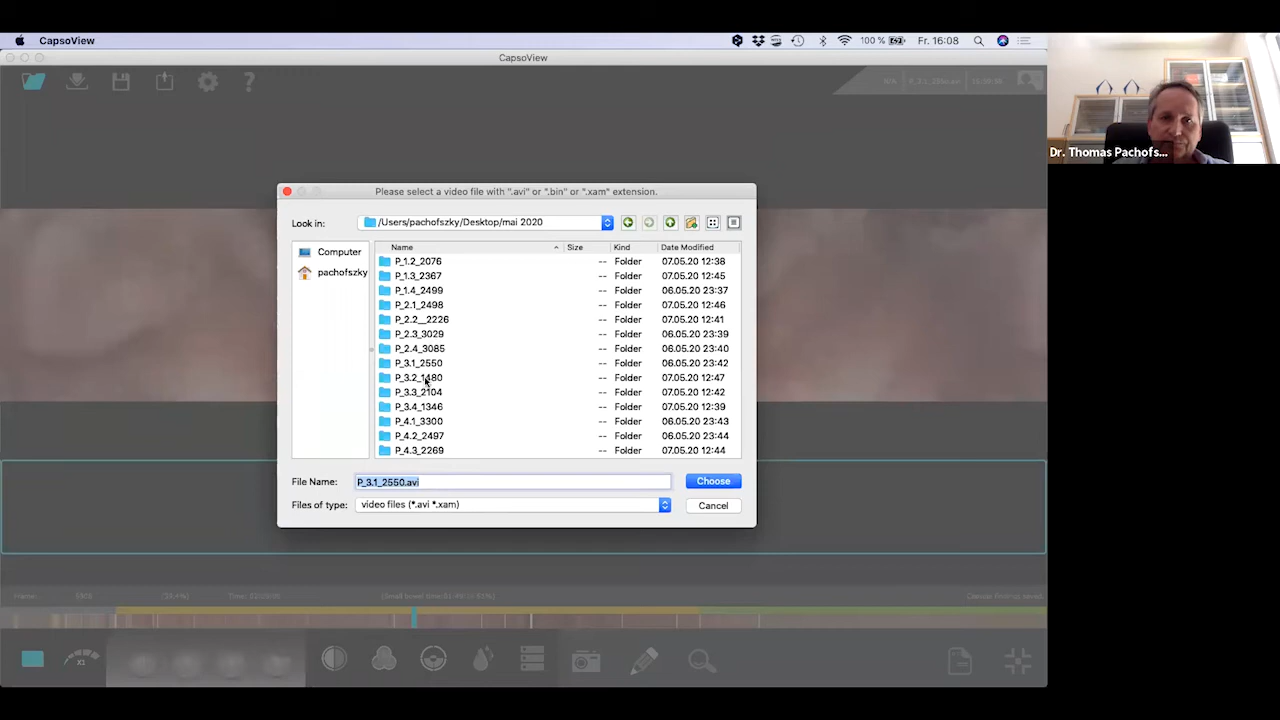 CapsoView
100 %
Fr. 16:08
CapsoView
Please select a video file with ".avi" or ".bin" or ".xam" extension.
Look in:
/Users/pachofszky/Desktop/mai 2020
Computer
pachofszky
Name Size Kind Date Modified
P_1.2_2076 -- Folder 07.05.20 12:38
P_1.3_2367 -- Folder 07.05.20 12:45
P_1.4_2499 -- Folder 06.05.20 23:37
P_2.1_2498 -- Folder 07.05.20 12:46
P_2.2__2226 -- Folder 07.05.20 12:41
P_2.3_3029 -- Folder 06.05.20 23:39
P_2.4_3085 -- Folder 06.05.20 23:40
P_3.1_2550 -- Folder 06.05.20 23:42
P_3.2_1480 -- Folder 07.05.20 12:47
P_3.3_2104 -- Folder 07.05.20 12:42
P_3.4_1346 -- Folder 07.05.20 12:39
P_4.1_3300 -- Folder 06.05.20 23:43
P_4.2_2497 -- Folder 06.05.20 23:44
P_4.3_2269 -- Folder 07.05.20 12:44
File Name: P_3.1_2550.avi
Choose
Files of type: video files (*.avi *.xam)
Cancel
X1
Dr. Thomas Pachofs...